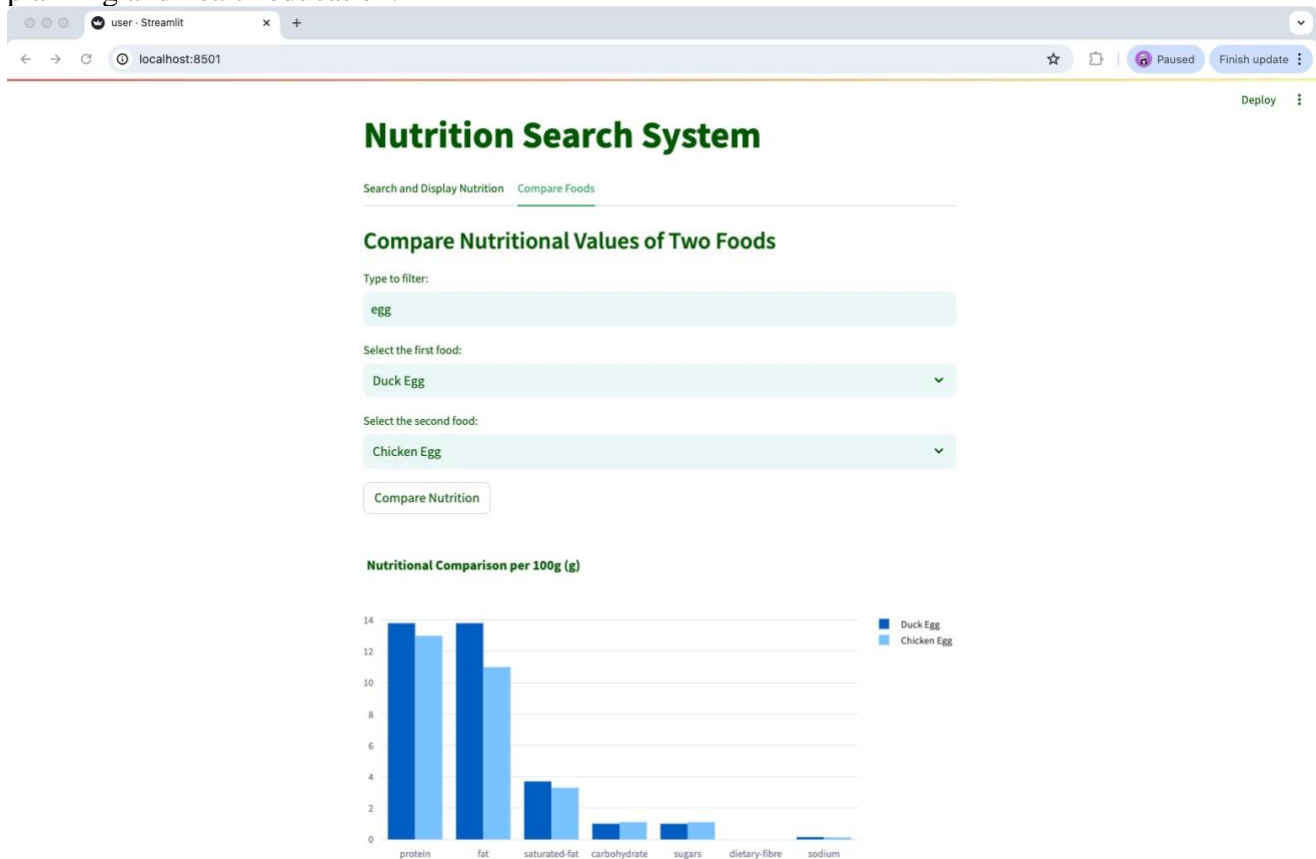 user · Streamlit
localhost:8501
Paused
Finish update
Deploy
Nutrition Search System
Search and Display Nutrition Compare Foods
Compare Nutritional Values of Two Foods
Type to filter:
egg
Select the first food:
Duck Egg
Select the second food:
Chicken Egg
Compare Nutrition
Nutritional Comparison per 100g (g)
14
12
10
8
6
4
2
0
Duck Egg
Chicken Egg
protein fat saturated-fat carbohydrate sugars dietary-fibre sodium